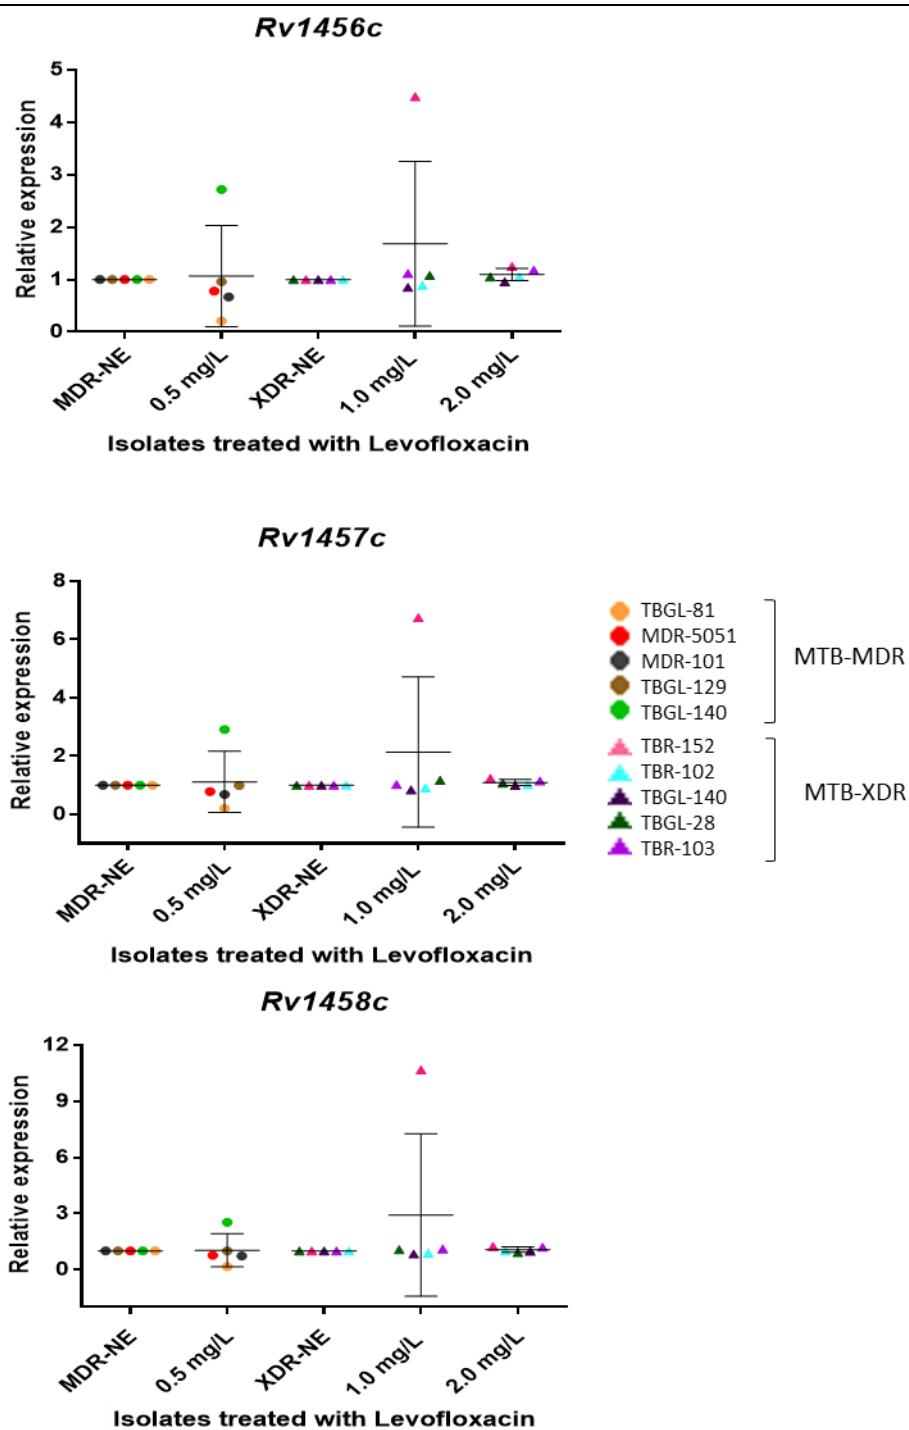 Rv1456c
Relative expression
5
4
3
2
1
0
MDR-NE
0.5 mg/L
XDR-NE
1.0 mg/L
2.0 mg/L
Isolates treated with Levofloxacin
Rv1457c
Relative expression
8
6
4
2
0
MDR-NE
0.5 mg/L
XDR-NE
1.0 mg/L
2.0 mg/L
Isolates treated with Levofloxacin
TBGL-81
MDR-5051
MDR-101
TBGL-129
TBGL-140
MTB-MDR
TBR-152
TBR-102
TBGL-140
TBGL-28
TBR-103
MTB-XDR
Rv1458c
Relative expression
12
9
6
3
0
MDR-NE
0.5 mg/L
XDR-NE
1.0 mg/L
2.0 mg/L
Isolates treated with Levofloxacin